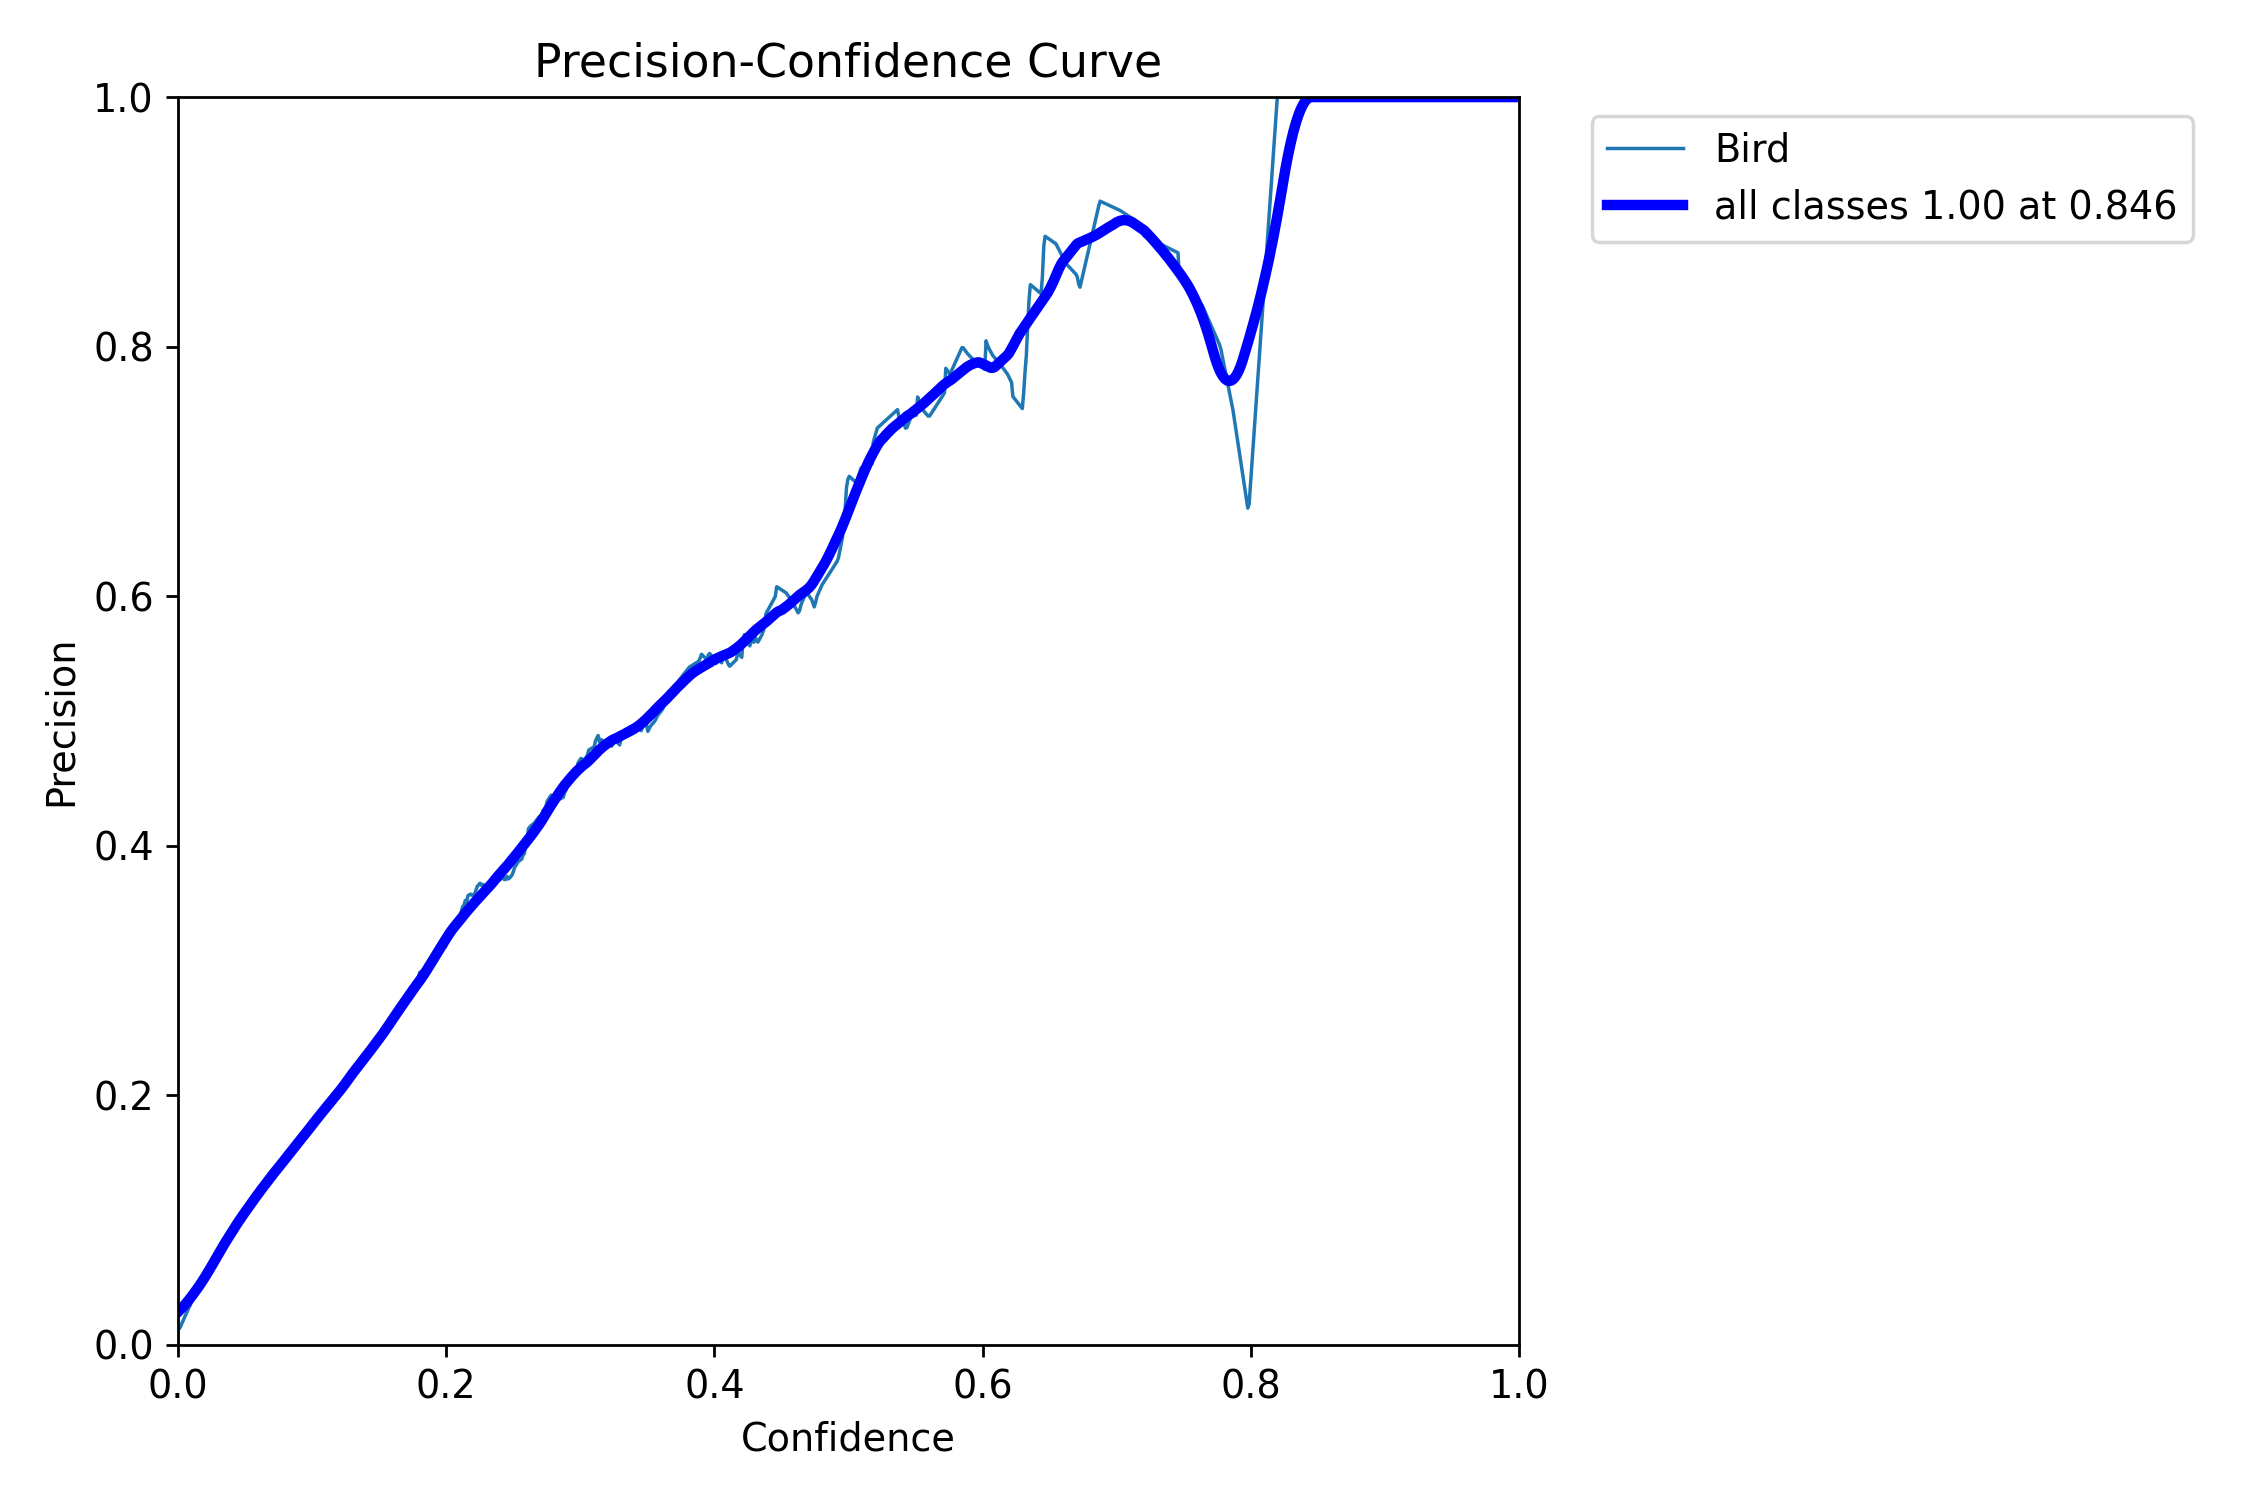 Precision-Confidence Curve
Bird
all classes 1.00 at 0.846
Precision
1.0
0.8
0.6
0.4
0.2
0.0
0.0 0.2 0.4 0.6 0.8 1.0
Confidence